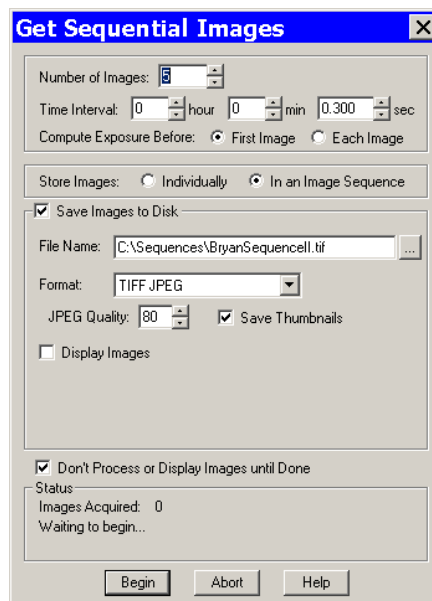 Get Sequential Images
Number of Images: 5
Time Interval: 0 hour 0 min 0.300 sec
Compute Exposure Before: First Image Each Image
Store Images: Individually In an Image Sequence
Save Images to Disk
File Name: C:\Sequences\BryanSequenceII.tif ...
Format: TIFF JPEG
JPEG Quality: 80 Save Thumbnails
Display Images
Don't Process or Display Images until Done
Status
Images Acquired: 0
Waiting to begin...
Begin Abort Help